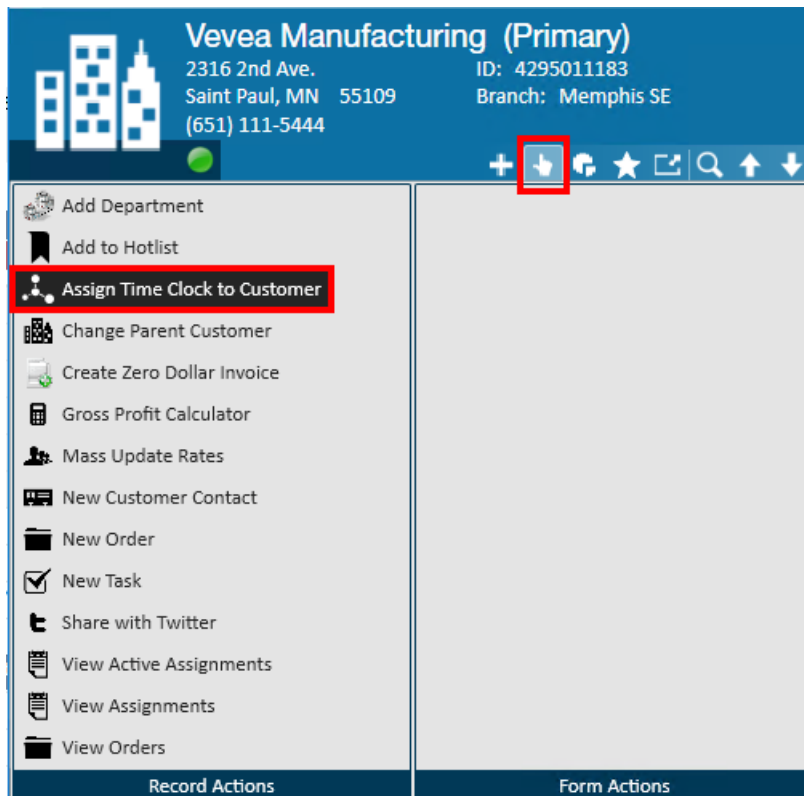 Vevea Manufacturing (Primary)
2316 2nd Ave. ID: 4295011183
Saint Paul, MN 55109 Branch: Memphis SE
(651) 111-5444
Add Department
Add to Hotlist
Assign Time Clock to Customer
Change Parent Customer
Create Zero Dollar Invoice
Gross Profit Calculator
Mass Update Rates
New Customer Contact
New Order
New Task
Share with Twitter
View Active Assignments
View Assignments
View Orders
Record Actions Form Actions